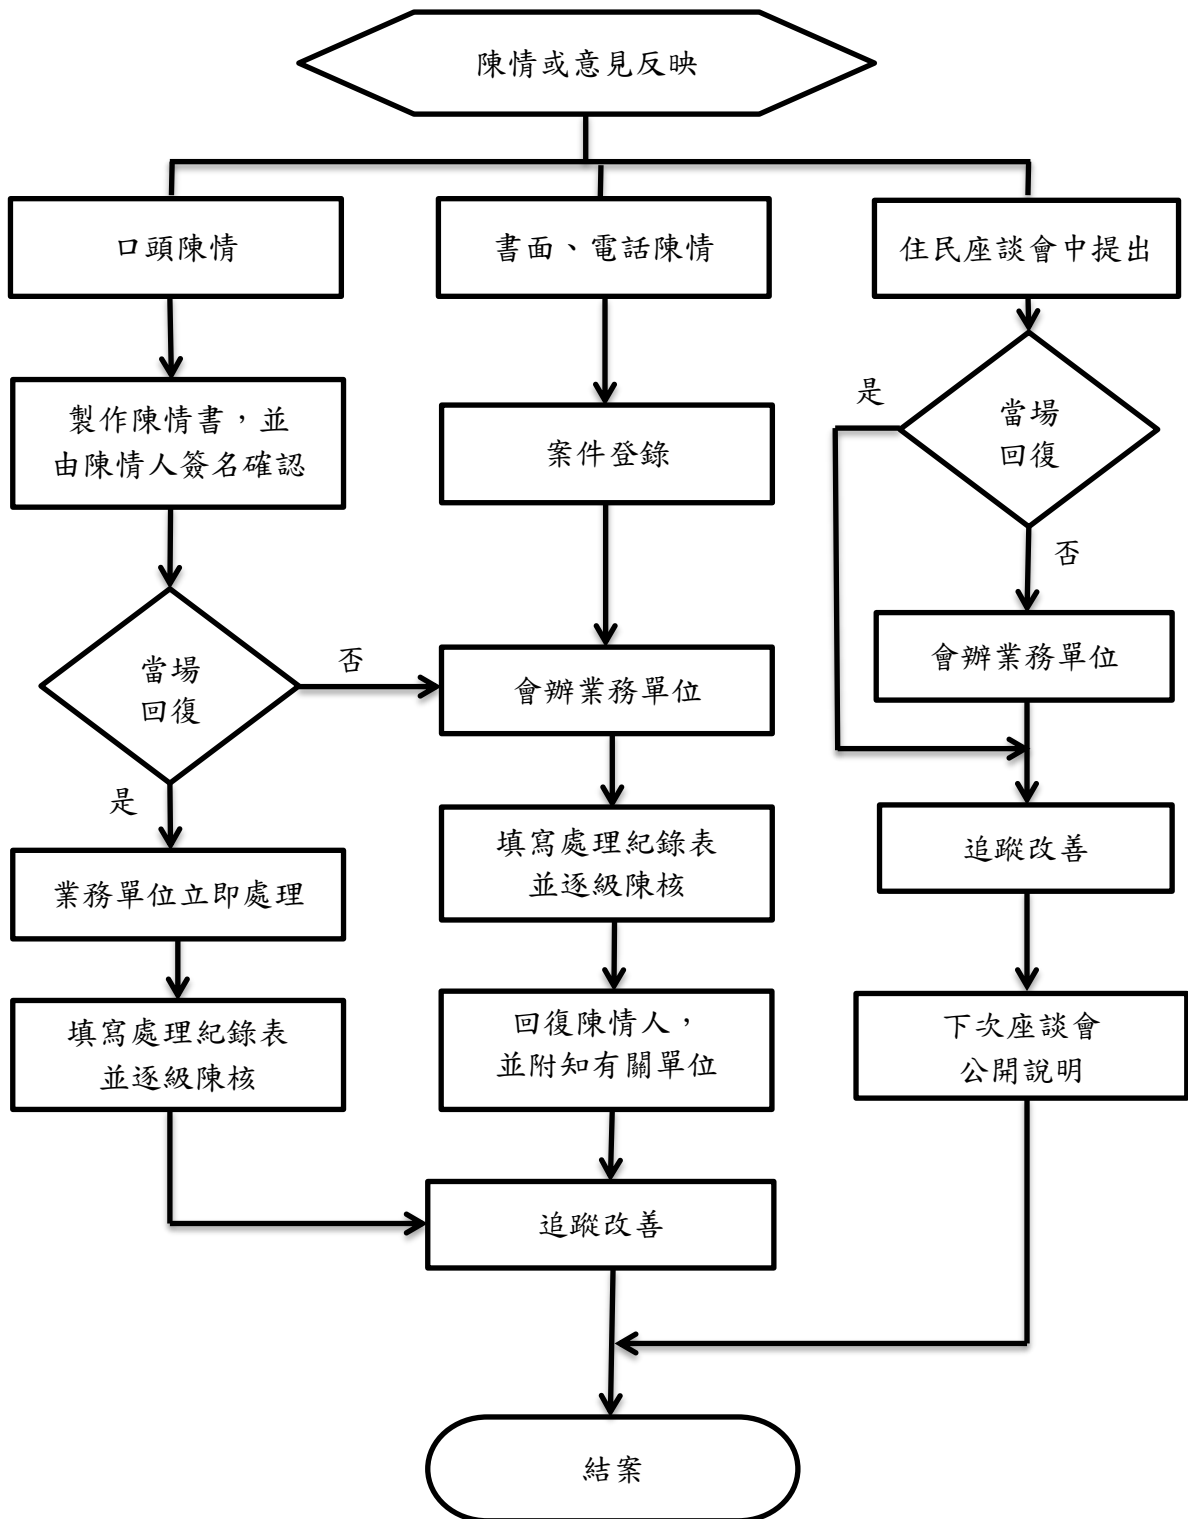 陳情或意見反映
口頭陳情
書面、電話陳情
住民座談會中提出
製作陳情書，並
由陳情人簽名確認
案件登錄
是
當場
回復
否
當場
回復
否
會辦業務單位
會辦業務單位
是
業務單位立即處理
填寫處理紀錄表
並逐級陳核
追蹤改善
填寫處理紀錄表
並逐級陳核
回復陳情人，
並附知有關單位
下次座談會
公開說明
追蹤改善
結案